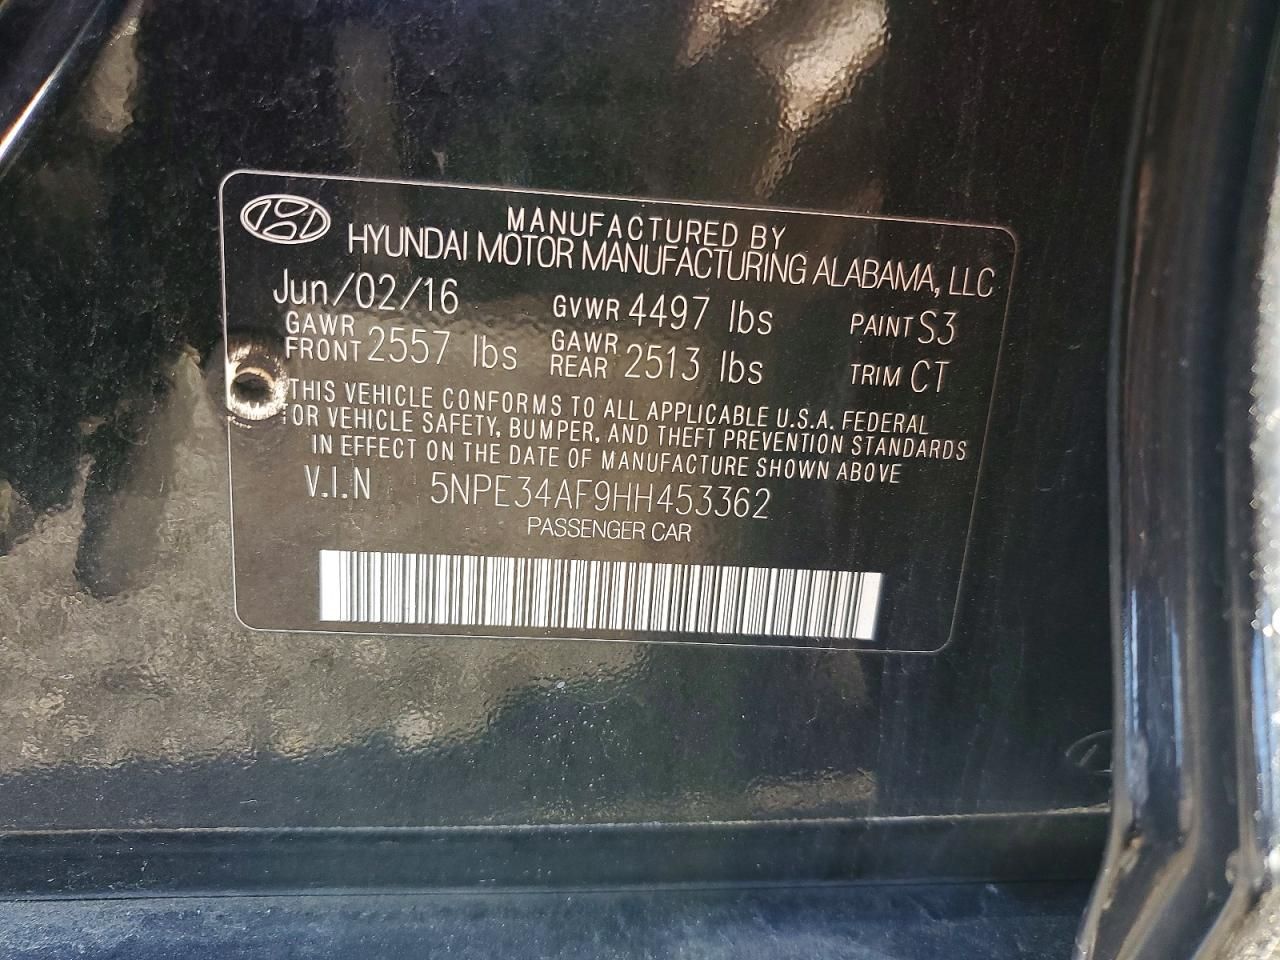 MANUFACTURED BY
HYUNDAI MOTOR MANUFACTURING ALABAMA, LLC
Jun/02/16 GVWR 4497 lbs PAINT S3
GAWR FRONT 2557 lbs GAWR REAR 2513 lbs TRIM CT
THIS VEHICLE CONFORMS TO ALL APPLICABLE U.S.A. FEDERAL
FOR VEHICLE SAFETY, BUMPER, AND THEFT PREVENTION STANDARDS
IN EFFECT ON THE DATE OF MANUFACTURE SHOWN ABOVE
V.I.N 5NPE34AF9HH453362
PASSENGER CAR